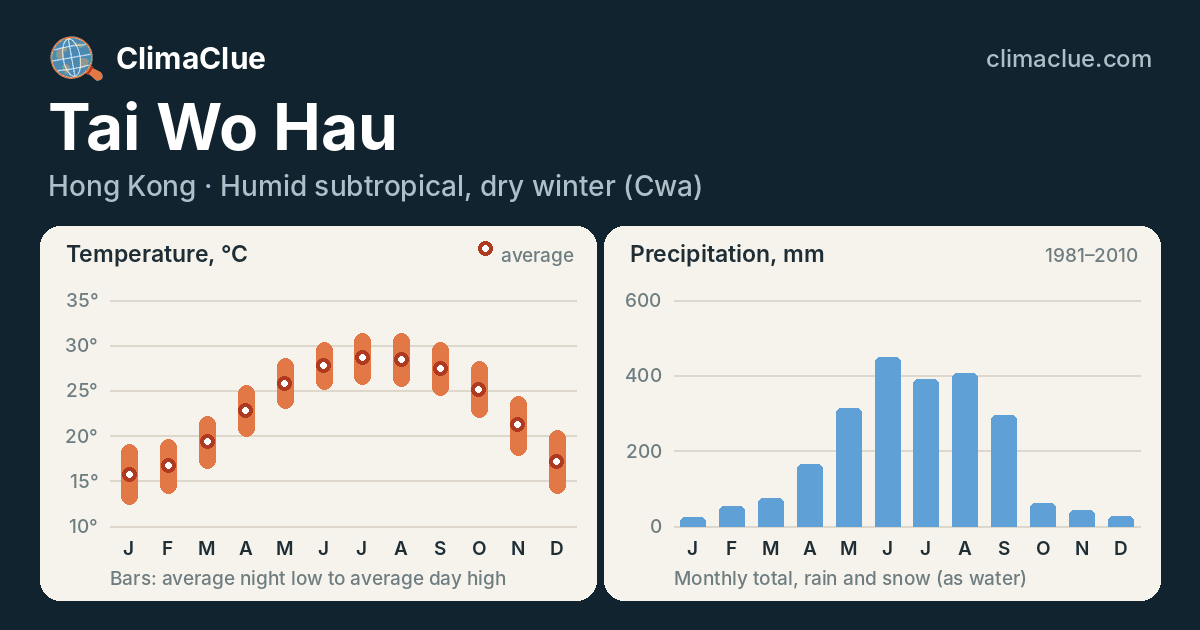 ClimaClue
climaclue.com
Tai Wo Hau
Hong Kong · Humid subtropical, dry winter (Cwa)
Temperature, °C
average
35°
30°
25°
20°
15°
10°
J F M A M J J A S O N D
Bars: average night low to average day high
Precipitation, mm
1981–2010
600
400
200
0
J F M A M J J A S O N D
Monthly total, rain and snow (as water)